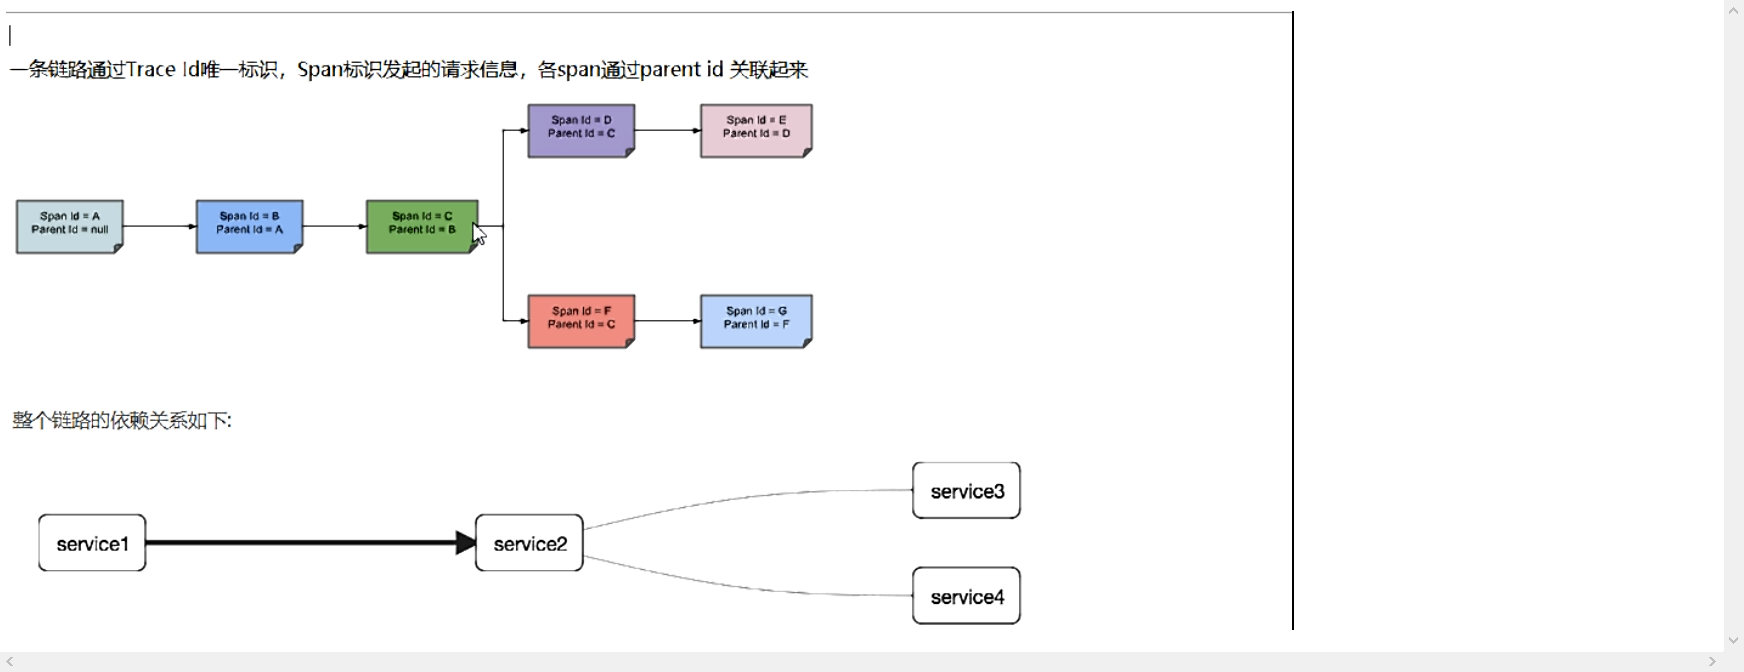 一条链路通过Trace Id唯一标识，Span标识发起的请求信息，各span通过parent id 关联起来
Span Id = D
Parent Id = C
Span Id = E
Parent Id = D
Span Id = A
Parent Id = null
Span Id = B
Parent Id = A
Span Id = C
Parent Id = B
Span Id = F
Parent Id = C
Span Id = G
Parent Id = F
整个链路的依赖关系如下:
service3
service1
service2
service4